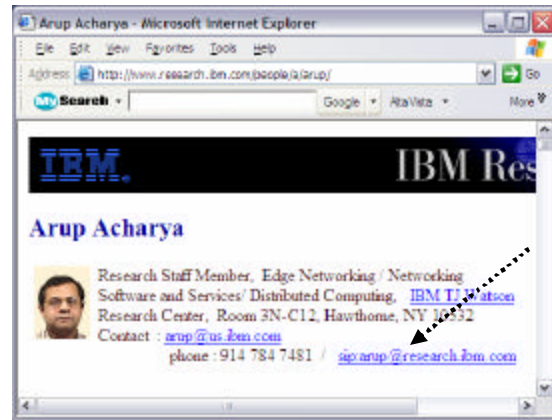 Arup Acharya - Microsoft Internet Explorer
File Edit View Favorites Tools Help
Address http://www.research.ibm.com/people/a/arup/ Go
My Search Google AltaVista More
IBM. IBM Res
Arup Acharya
Research Staff Member, Edge Networking / Networking
Software and Services/ Distributed Computing, IBM TJ Watson
Research Center, Room 3N-C12, Hawthorne, NY 10532
Contact : arup@us.ibm.com
phone : 914 784 7481 / sip:arup@research.ibm.com